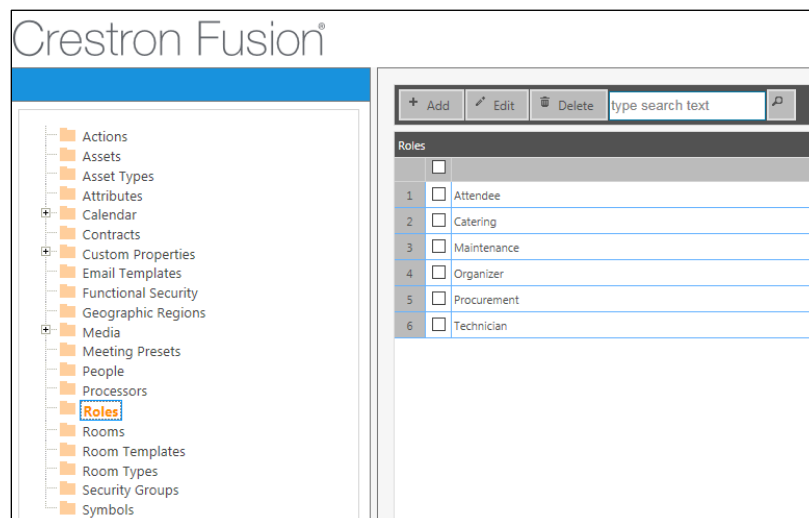 Crestron Fusion®
Actions
Assets
Asset Types
Attributes
Calendar
Contracts
Custom Properties
Email Templates
Functional Security
Geographic Regions
Media
Meeting Presets
People
Processors
Roles
Rooms
Room Templates
Room Types
Security Groups
Symbols
+ Add Edit Delete type search text
Roles
1 Attendee
2 Catering
3 Maintenance
4 Organizer
5 Procurement
6 Technician